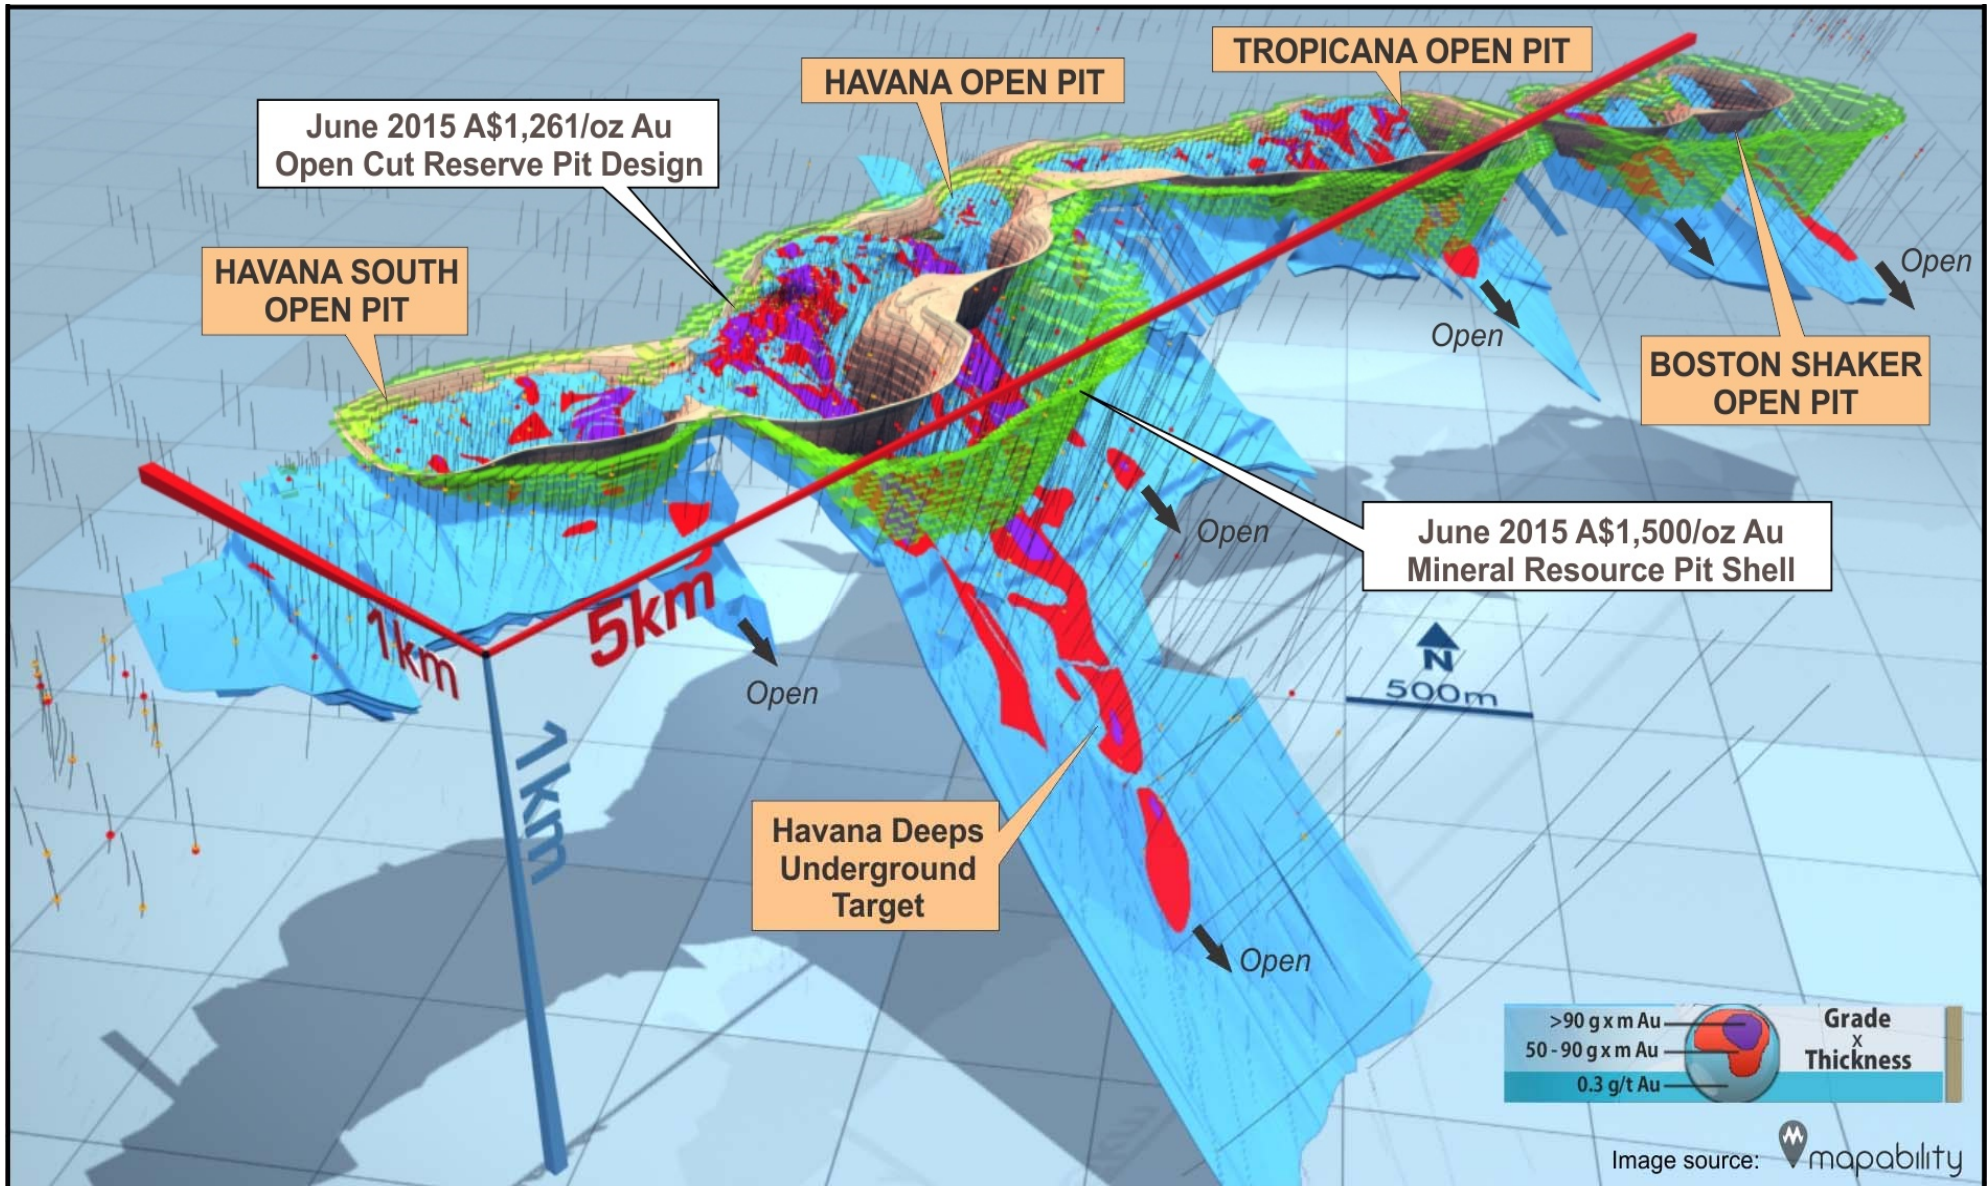 TROPICANA OPEN PIT
HAVANA OPEN PIT
June 2015 A$1,261/oz Au
Open Cut Reserve Pit Design
HAVANA SOUTH
OPEN PIT
Open
Open
BOSTON SHAKER
OPEN PIT
Open
June 2015 A$1,500/oz Au
Mineral Resource Pit Shell
5km
1km
Open
N
500m
1km
Havana Deeps
Underground
Target
Open
>90 g x m Au
50 - 90 g x m Au
0.3 g/t Au
Grade
x
Thickness
Image source: mapability